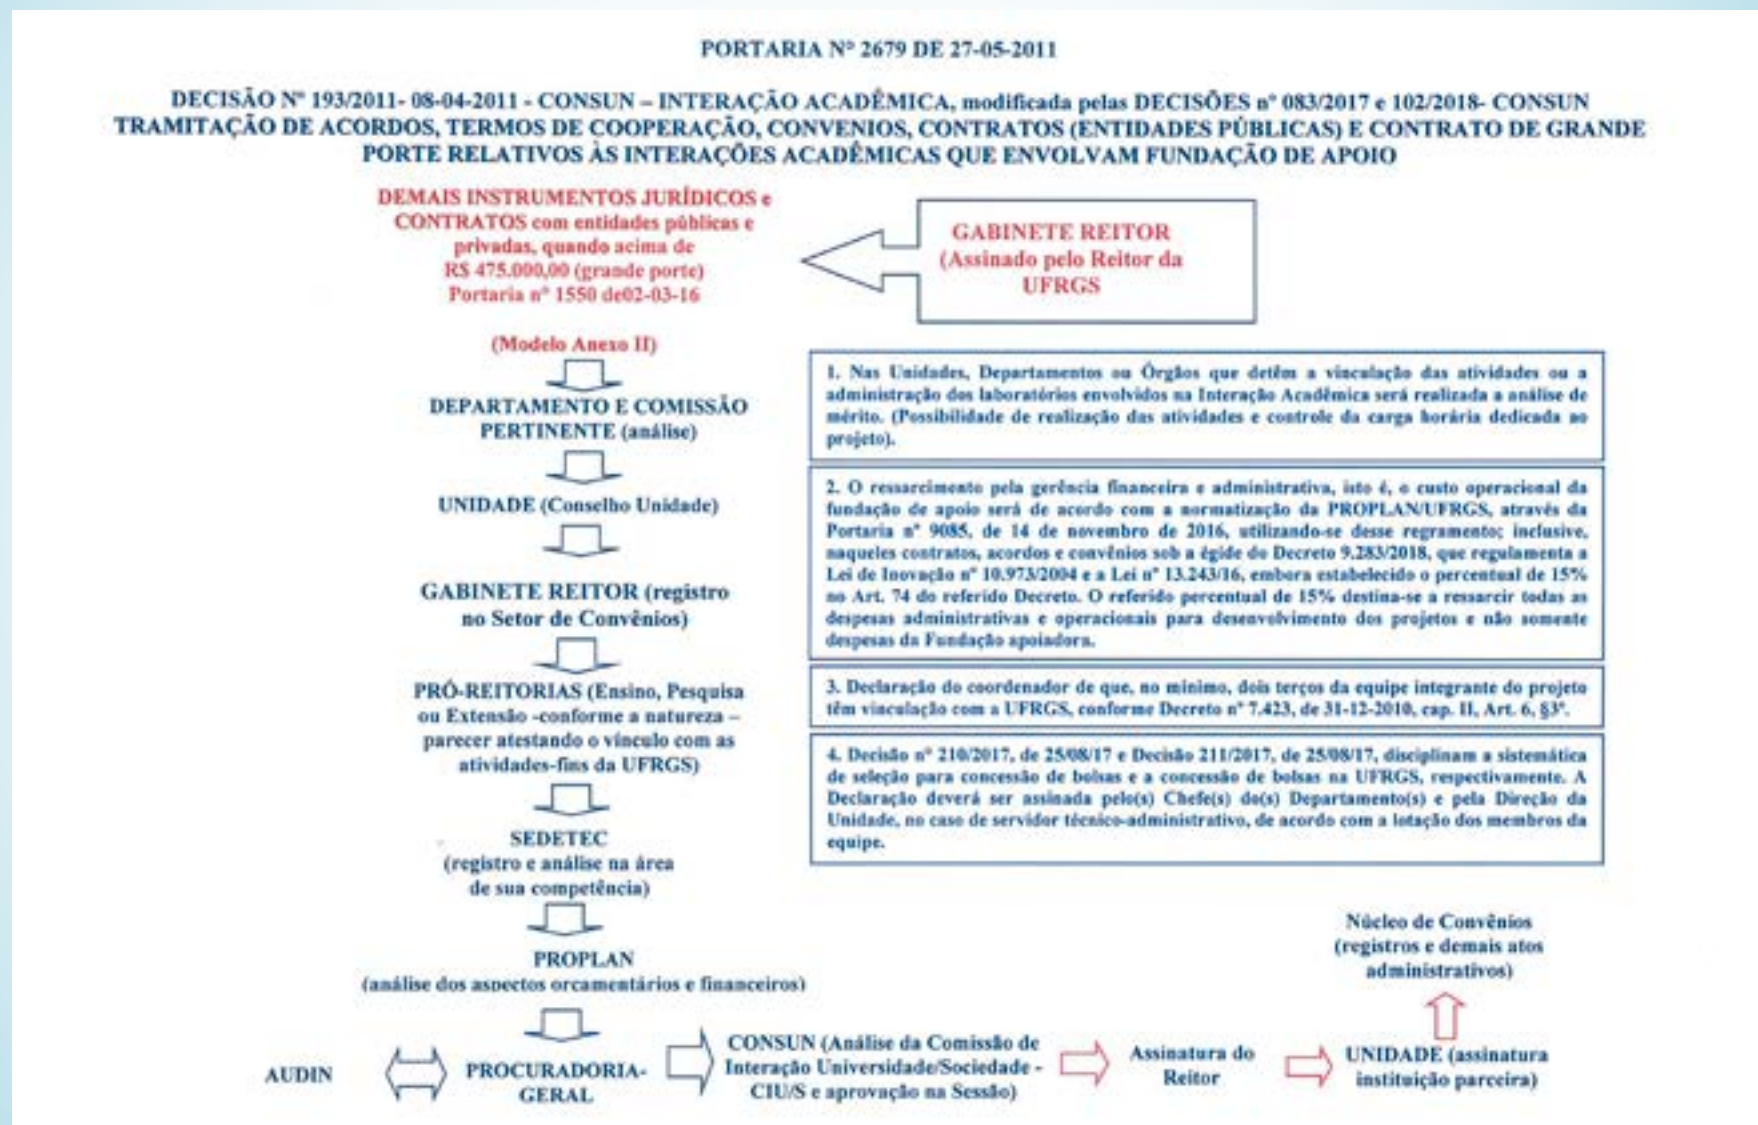 PORTARIA Nº 2679 DE 27-05-2011
DECISÃO Nº 193/2011- 08-04-2011 - CONSUN – INTERAÇÃO ACADÊMICA, modificada pelas DECISÕES nº 083/2017 e 102/2018- CONSUN
TRAMITAÇÃO DE ACORDOS, TERMOS DE COOPERAÇÃO, CONVENIOS, CONTRATOS (ENTIDADES PÚBLICAS) E CONTRATO DE GRANDE
PORTE RELATIVOS ÀS INTERAÇÕES ACADÊMICAS QUE ENVOLVAM FUNDAÇÃO DE APOIO
DEMAIS INSTRUMENTOS JURÍDICOS e
CONTRATOS com entidades públicas e
privadas, quando acima de
R$ 475.000,00 (grande porte)
Portaria nº 1550 de02-03-16
(Modelo Anexo II)
GABINETE REITOR
(Assinado pelo Reitor da
UFRGS
DEPARTAMENTO E COMISSÃO
PERTINENTE (análise)
UNIDADE (Conselho Unidade)
GABINETE REITOR (registro
no Setor de Convênios)
PRÓ-REITORIAS (Ensino, Pesquisa
ou Extensão -conforme a natureza –
parecer atestando o vínculo com as
atividades-fins da UFRGS)
SEDETEC
(registro e análise na área
de sua competência)
PROPLAN
(análise dos aspectos orcamentários e financeiros)
1. Nas Unidades, Departamentos ou Órgãos que detêm a vinculação das atividades ou a
administração dos laboratórios envolvidos na Interação Acadêmica será realizada a análise de
mérito. (Possibilidade de realização das atividades e controle da carga horária dedicada ao
projeto).
2. O ressarcimento pela gerência financeira e administrativa, isto é, o custo operacional da
fundação de apoio será de acordo com a normatização da PROPLAN/UFRGS, através da
Portaria nº 9085, de 14 de novembro de 2016, utilizando-se desse regramento; inclusive,
naqueles contratos, acordos e convênios sob a égide do Decreto 9.283/2018, que regulamenta a
Lei de Inovação nº 10.973/2004 e a Lei nº 13.243/16, embora estabelecido o percentual de 15%
no Art. 74 do referido Decreto. O referido percentual de 15% destina-se a ressarcir todas as
despesas administrativas e operacionais para desenvolvimento dos projetos e não somente
despesas da Fundação apoiadora.
3. Declaração do coordenador de que, no mínimo, dois terços da equipe integrante do projeto
têm vinculação com a UFRGS, conforme Decreto nº 7.423, de 31-12-2010, cap. II, Art. 6, §3º.
4. Decisão nº 210/2017, de 25/08/17 e Decisão 211/2017, de 25/08/17, disciplinam a sistemática
de seleção para concessão de bolsas e a concessão de bolsas na UFRGS, respectivamente. A
Declaração deverá ser assinada pelo(s) Chefe(s) do(s) Departamento(s) e pela Direção da
Unidade, no caso de servidor técnico-administrativo, de acordo com a lotação dos membros da
equipe.
AUDIN
PROCURADORIA-
GERAL
CONSUN (Análise da Comissão de
Interação Universidade/Sociedade -
CIU/S e aprovação na Sessão)
Assinatura do
Reitor
UNIDADE (assinatura
instituição parceira)
Núcleo de Convênios
(registros e demais atos
administrativos)